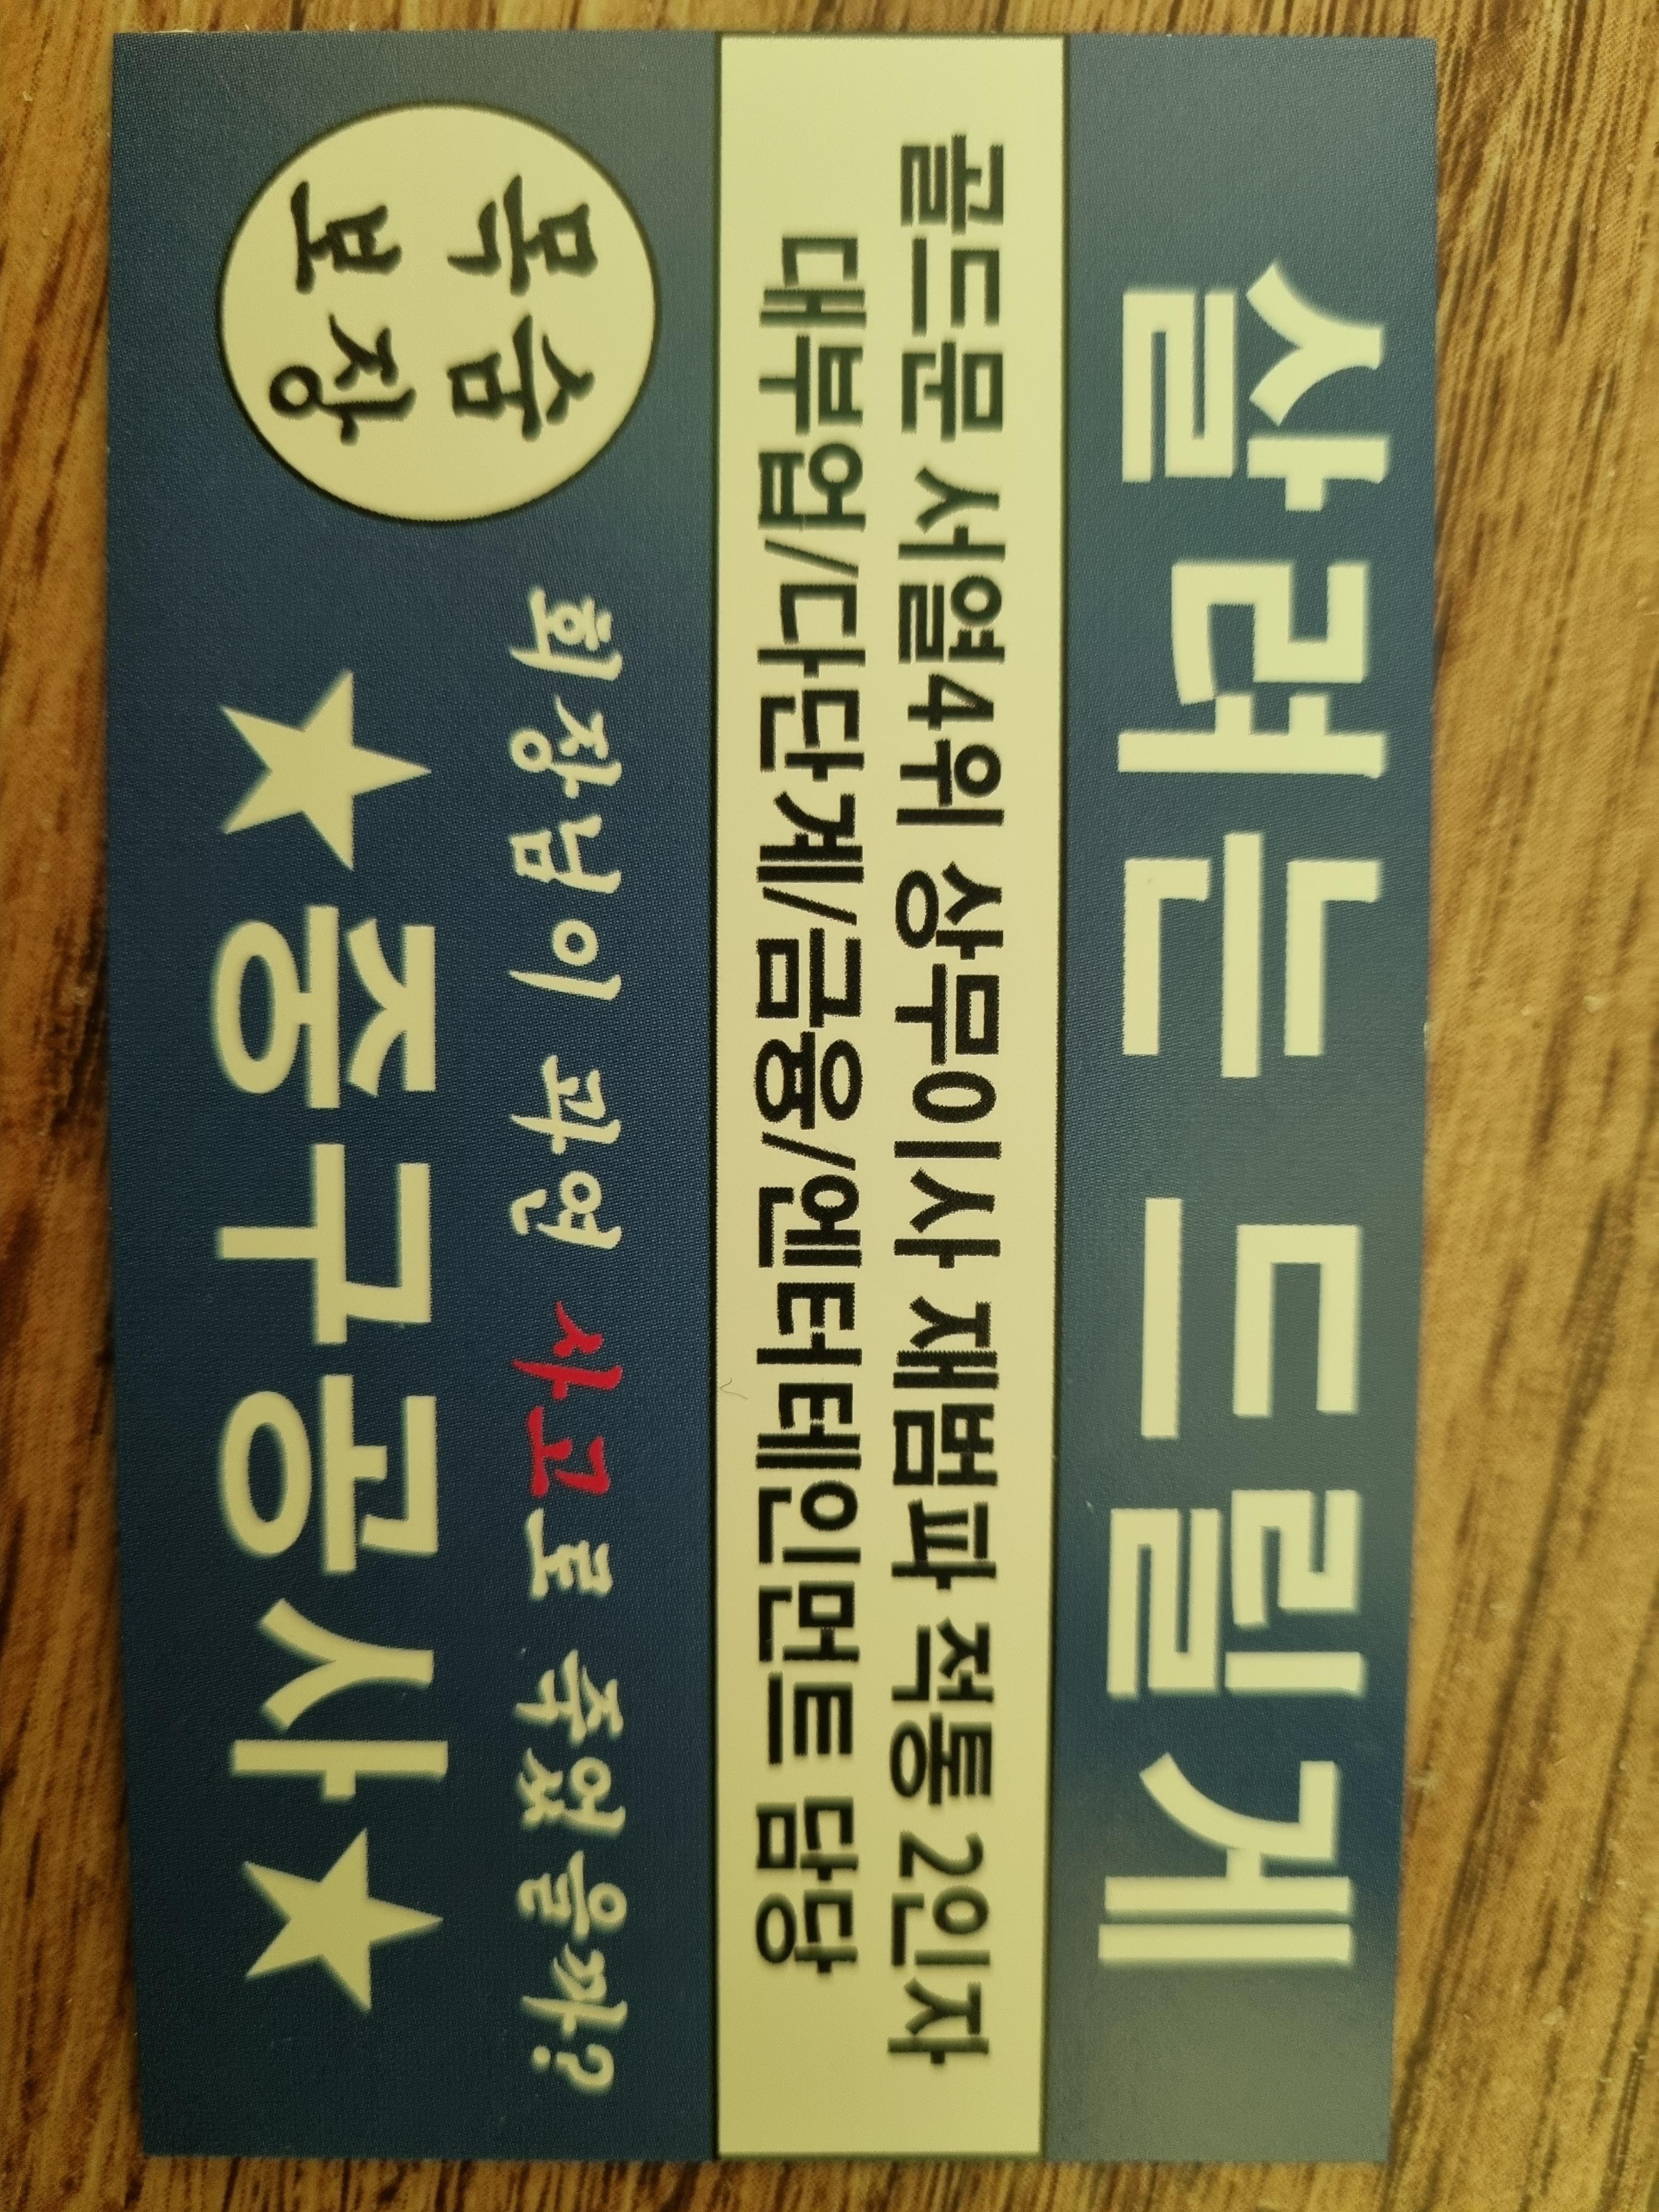 살려는 드릴게
골드문 서열4위 상무이사 재범파 적통 2인자
대부업/다단계/금융/엔터테인먼트 담당
목숨
보장
회장님이 과연 사고로 죽었을까?
★중구공사★